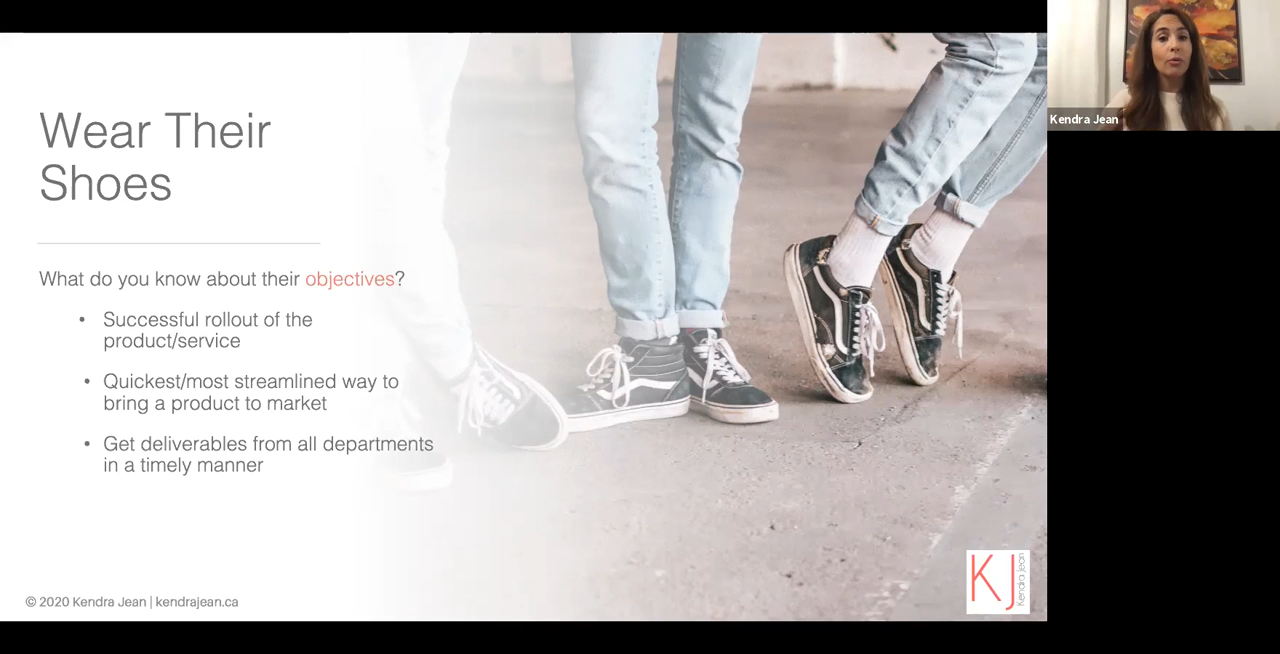 Wear Their
Shoes
What do you know about their objectives?
• Successful rollout of the
product/service
• Quickest/most streamlined way to
bring a product to market
• Get deliverables from all departments
in a timely manner
© 2020 Kendra Jean | kendrajean.ca
KJ
Kendra Jean
Kendra Jean